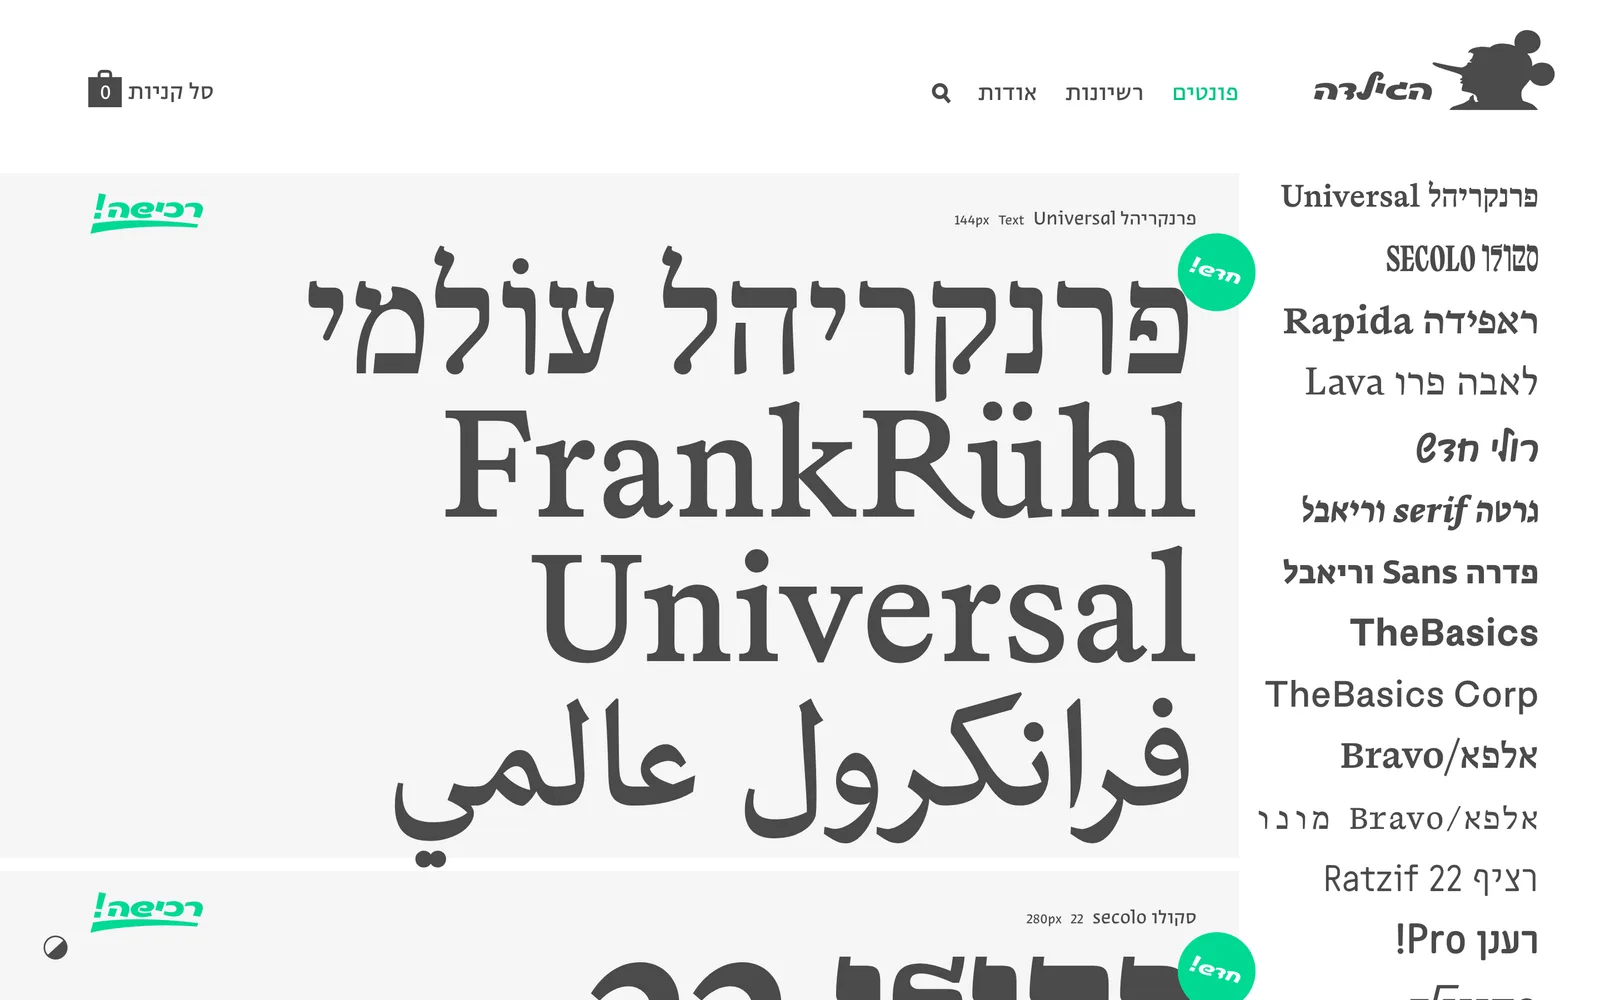 הגילדה
פונטים
רשיונות
אודות
סל קניות
0
פרנקריהל Universal
סקולו SECOLO
ראפידה Rapida
לאבה פרו Lava
רולי חדש
גרטה serif וריאבל
פדרה Sans וריאבל
TheBasics
TheBasics Corp
אלפא/Bravo
אלפא/Bravo מונו
רציף 22 Ratzif
רענן Pro!
פרנקריהל Universal Text 144px
רכישה!
חדש!
פרנקריהל עולמי
FrankRühl
Universal
فرانكرول عالمي
סקולו secolo 22 280px
רכישה!
חדש!